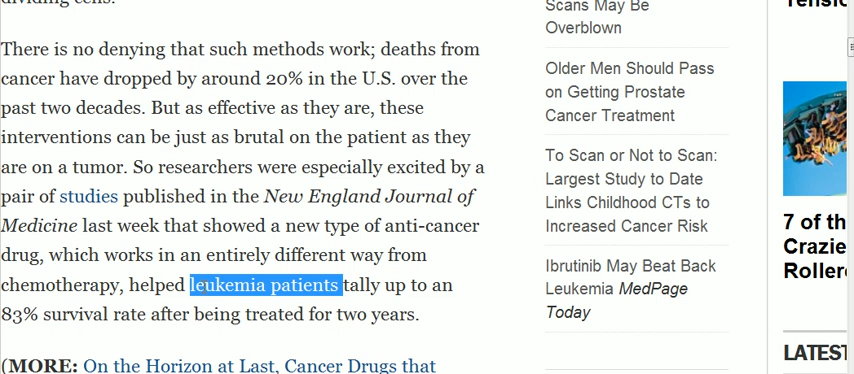 dividing cells.
There is no denying that such methods work; deaths from
cancer have dropped by around 20% in the U.S. over the
past two decades. But as effective as they are, these
interventions can be just as brutal on the patient as they
are on a tumor. So researchers were especially excited by a
pair of studies published in the New England Journal of
Medicine last week that showed a new type of anti-cancer
drug, which works in an entirely different way from
chemotherapy, helped leukemia patients tally up to an
83% survival rate after being treated for two years.
(MORE: On the Horizon at Last, Cancer Drugs that
Scans May Be
Overblown
Older Men Should Pass
on Getting Prostate
Cancer Treatment
To Scan or Not to Scan:
Largest Study to Date
Links Childhood CTs to
Increased Cancer Risk
Ibrutinib May Beat Back
Leukemia MedPage
Today
7 of th
Crazie
Roller
LATEST